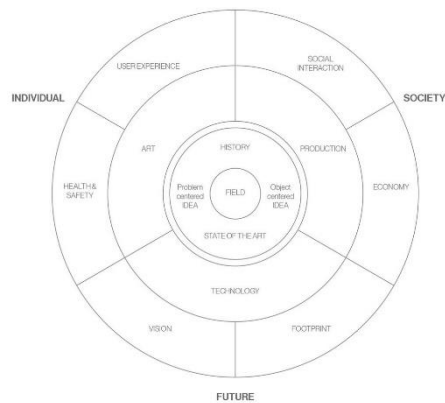 USER EXPERIENCE
SOCIAL
INTERACTION
INDIVIDUAL
SOCIETY
ART
HISTORY
PRODUCTION
HEALTH &
SAFETY
Problem
centered
IDEA
FIELD
Object
centered
IDEA
ECONOMY
STATE OF THE ART
TECHNOLOGY
VISION
FOOTPRINT
FUTURE